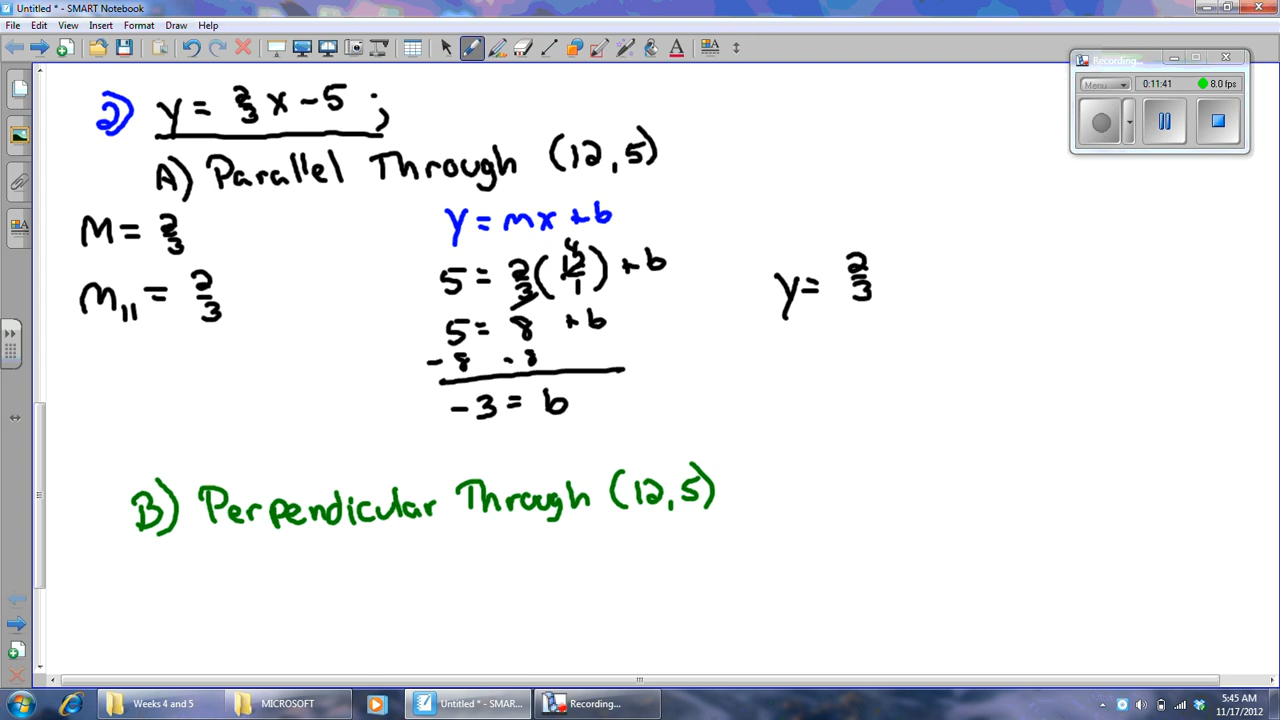 Untitled * - SMART Notebook
File Edit View Insert Format Draw Help
Recording...
Menu
0:11:41
8.0 fps
2) y = 2/3 x - 5 ;
A) Parallel Through (12, 5)
M = 2/3
y = mx + b
M11 = 2/3
5 = 2/3 (12/1) + b
4
y = 2/3
5 = 8 + b
- 8 - 8
- 3 = b
B) Perpendicular Through (12, 5)
Weeks 4 and 5
MICROSOFT
Untitled * - SMAR...
Recording...
5:45 AM
11/17/2012